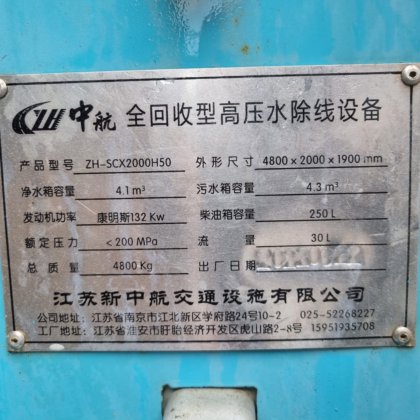 ZH 中航 全回收型高压水除线设备
产品型号 ZH-SCX2000H50 外形尺寸 4800×2000×1900mm
净水箱容量 4.1m³ 污水箱容量 4.3m³
发动机功率 康明斯132Kw 柴油箱容量 250L
额定压力 <200MPa 流量 30L
总质量 4800Kg 出厂日期
江苏新中航交通设施有限公司
公司地址:江苏省南京市江北新区学府路24号10-2 025-52268227
工厂地址:江苏省淮安市盱眙经济开发区虎山路2-8号 15951935708